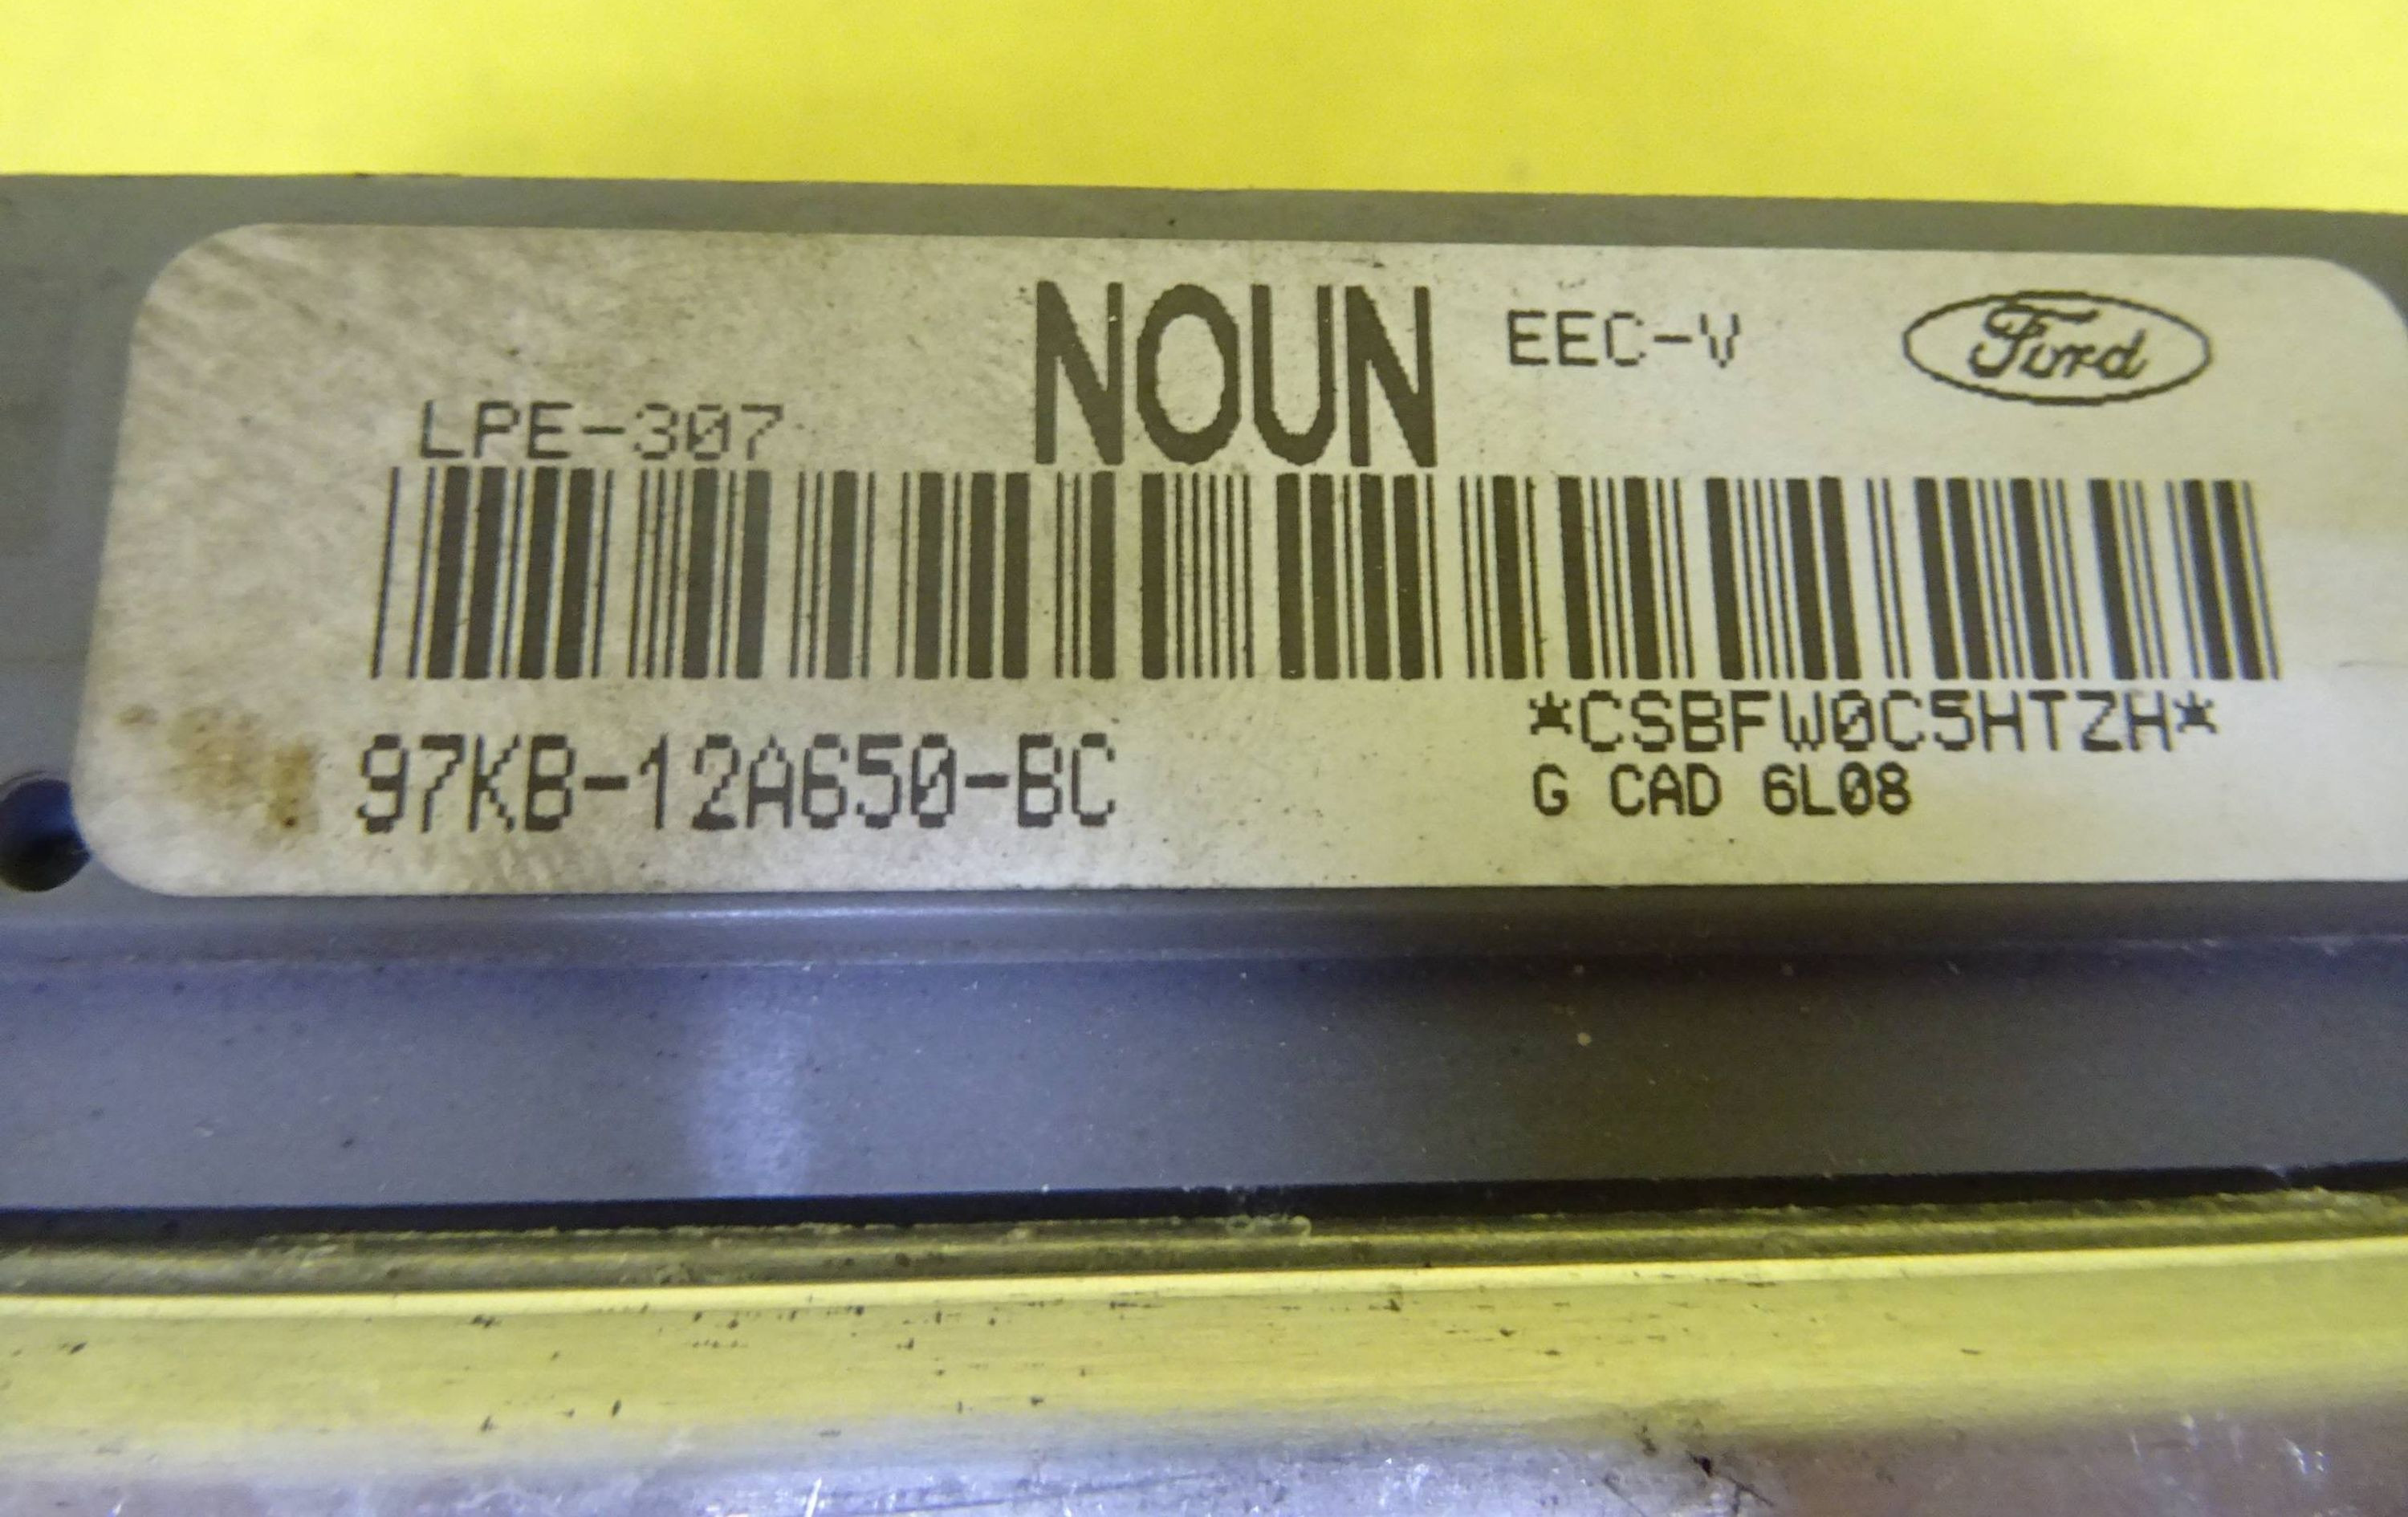 NOUN EEC-V Ford
LPE-307
*CSBFW0C5HTZH*
97KB-12A650-BC
G CAD 6L08